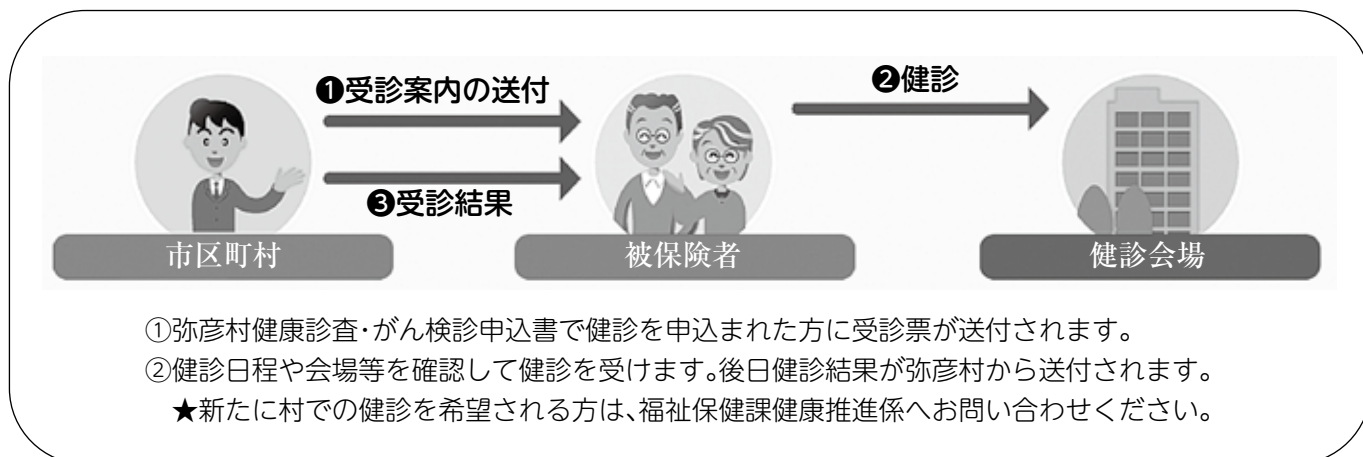 ❶受診案内の送付
❷健診
❸受診結果
市区町村
被保険者
健診会場
①弥彦村健康診査・がん検診申込書で健診を申込まれた方に受診票が送付されます。
②健診日程や会場等を確認して健診を受けます。後日健診結果が弥彦村から送付されます。
★新たに村での健診を希望される方は、福祉保健課健康推進係へお問い合わせください。